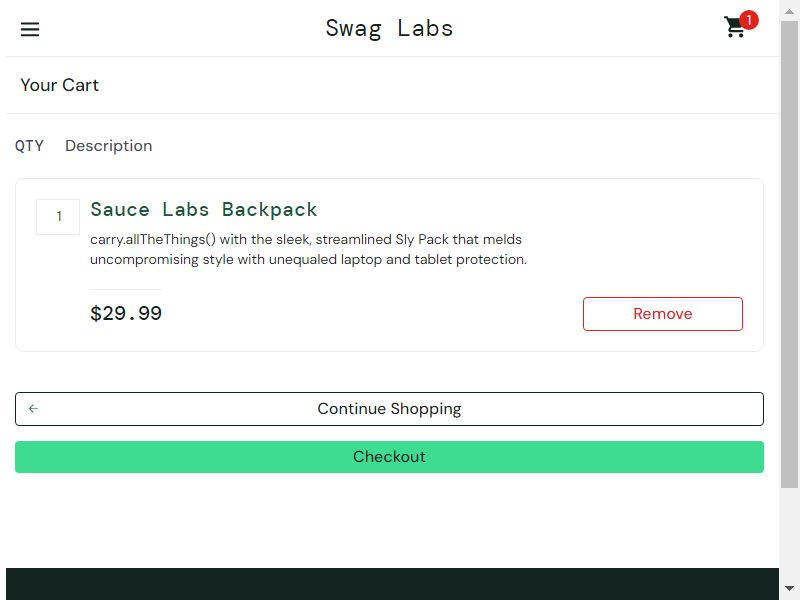 Swag Labs
1
Your Cart
QTY Description
1
Sauce Labs Backpack
carry.allTheThings() with the sleek, streamlined Sly Pack that melds
uncompromising style with unequaled laptop and tablet protection.
$29.99
Remove
Continue Shopping
Checkout